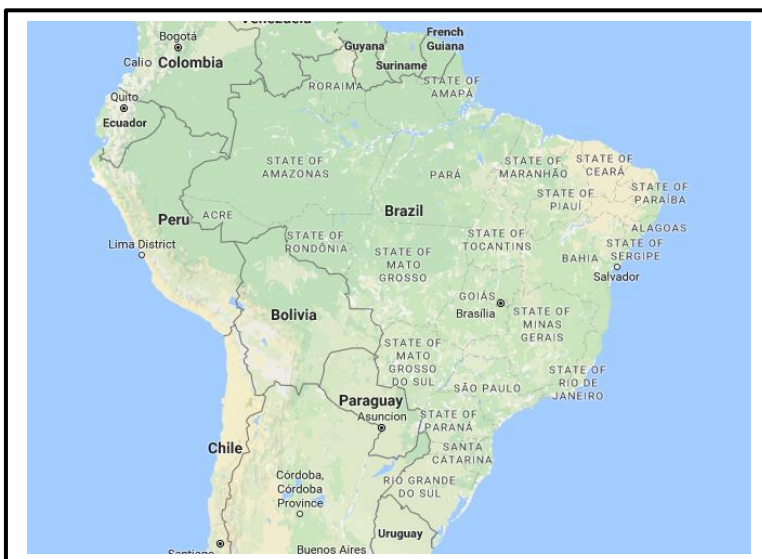 Venezuela
Bogotá
Calio
Colombia
Guyana
Suriname
French
Guiana
Quito
Ecuador
RORAIMA
STATE OF
AMAPÁ
STATE OF
AMAZONAS
PARÁ
STATE OF
MARANHÃO
STATE OF
CEARÁ
STATE OF
PIAUÍ
STATE OF
PARAÍBA
Peru
ACRE
Brazil
ALAGOAS
Lima District
STATE OF
RONDÔNIA
STATE OF
MATO
GROSSO
STATE OF
TOCANTINS
BAHIA
STATE OF
SERGIPE
Salvador
Bolivia
GOIÁS
Brasília
STATE OF
MINAS
GERAIS
STATE OF
MATO
GROSSO
DO SUL
SÃO PAULO
STATE OF
RIO DE
JANEIRO
Paraguay
Asuncion
STATE OF
PARANÁ
SANTA
CATARINA
Chile
Córdoba,
Córdoba
Province
RIO GRANDE
DO SUL
Uruguay
Santiago
Buenos Aires